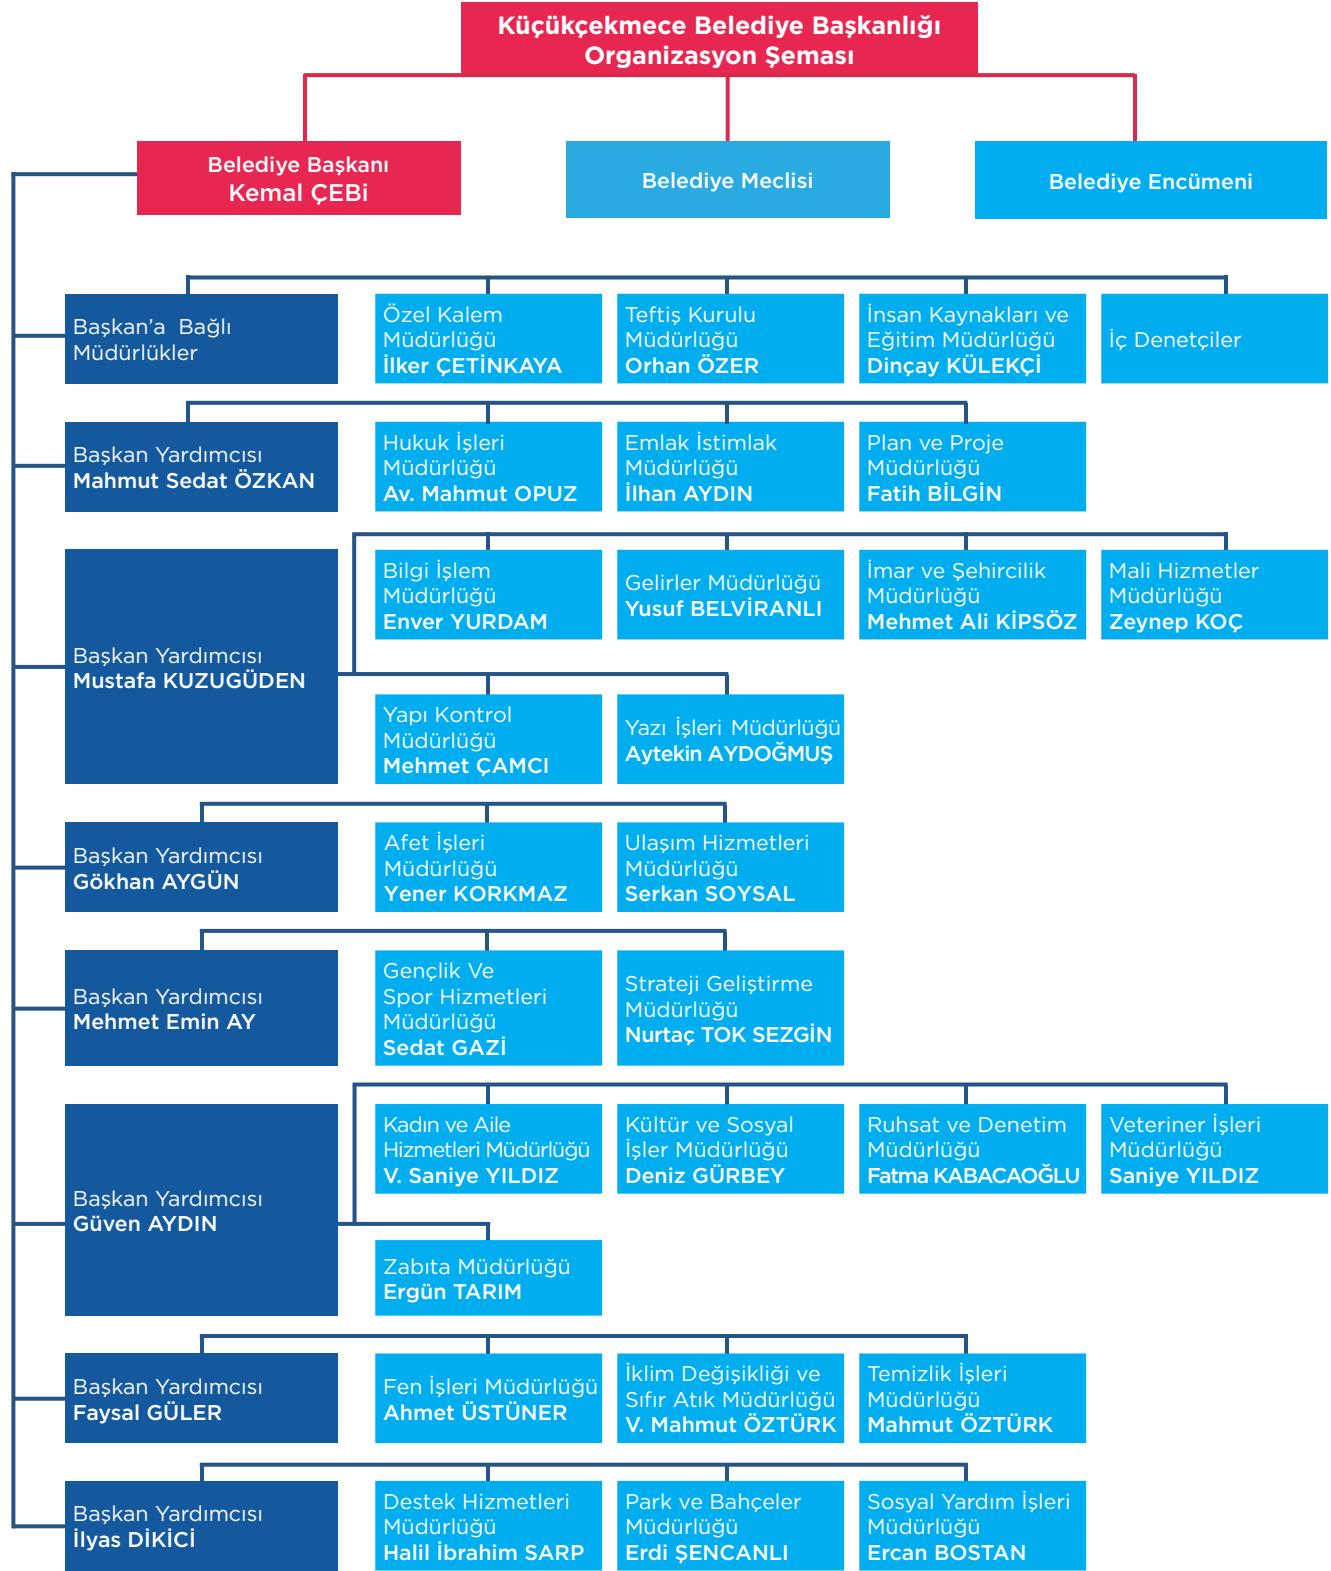 Küçükçekmece Belediye Başkanlığı
Organizasyon Şeması
Belediye Başkanı
Kemal ÇEBi
Belediye Meclisi
Belediye Encümeni
Başkan’a Bağlı
Müdürlükler
Özel Kalem
Müdürlüğü
İlker ÇETİNKAYA
Teftiş Kurulu
Müdürlüğü
Orhan ÖZER
İnsan Kaynakları ve
Eğitim Müdürlüğü
Dinçay KÜLEKÇİ
İç Denetçiler
Başkan Yardımcısı
Mahmut Sedat ÖZKAN
Hukuk İşleri
Müdürlüğü
Av. Mahmut OPUZ
Emlak İstimlak
Müdürlüğü
İlhan AYDIN
Plan ve Proje
Müdürlüğü
Fatih BİLGİN
Başkan Yardımcısı
Mustafa KUZUGÜDEN
Bilgi İşlem
Müdürlüğü
Enver YURDAM
Gelirler Müdürlüğü
Yusuf BELVİRANLI
İmar ve Şehircilik
Müdürlüğü
Mehmet Ali KİPSÖZ
Mali Hizmetler
Müdürlüğü
Zeynep KOÇ
Yapı Kontrol
Müdürlüğü
Mehmet ÇAMCI
Yazı İşleri Müdürlüğü
Aytekin AYDOĞMUŞ
Başkan Yardımcısı
Gökhan AYGÜN
Afet İşleri
Müdürlüğü
Yener KORKMAZ
Ulaşım Hizmetleri
Müdürlüğü
Serkan SOYSAL
Başkan Yardımcısı
Mehmet Emin AY
Gençlik Ve
Spor Hizmetleri
Müdürlüğü
Sedat GAZİ
Strateji Geliştirme
Müdürlüğü
Nurtaç TOK SEZGİN
Başkan Yardımcısı
Güven AYDIN
Kadın ve Aile
Hizmetleri Müdürlüğü
V. Saniye YILDIZ
Kültür ve Sosyal
İşler Müdürlüğü
Deniz GÜRBEY
Ruhsat ve Denetim
Müdürlüğü
Fatma KABACAOĞLU
Veteriner İşleri
Müdürlüğü
Saniye YILDIZ
Zabıta Müdürlüğü
Ergün TARIM
Başkan Yardımcısı
Faysal GÜLER
Fen İşleri Müdürlüğü
Ahmet ÜSTÜNER
İklim Değişikliği ve
Sıfır Atık Müdürlüğü
V. Mahmut ÖZTÜRK
Temizlik İşleri
Müdürlüğü
Mahmut ÖZTÜRK
Başkan Yardımcısı
İlyas DİKİCİ
Destek Hizmetleri
Müdürlüğü
Halil İbrahim SARP
Park ve Bahçeler
Müdürlüğü
Erdi ŞENCANLI
Sosyal Yardım İşleri
Müdürlüğü
Ercan BOSTAN